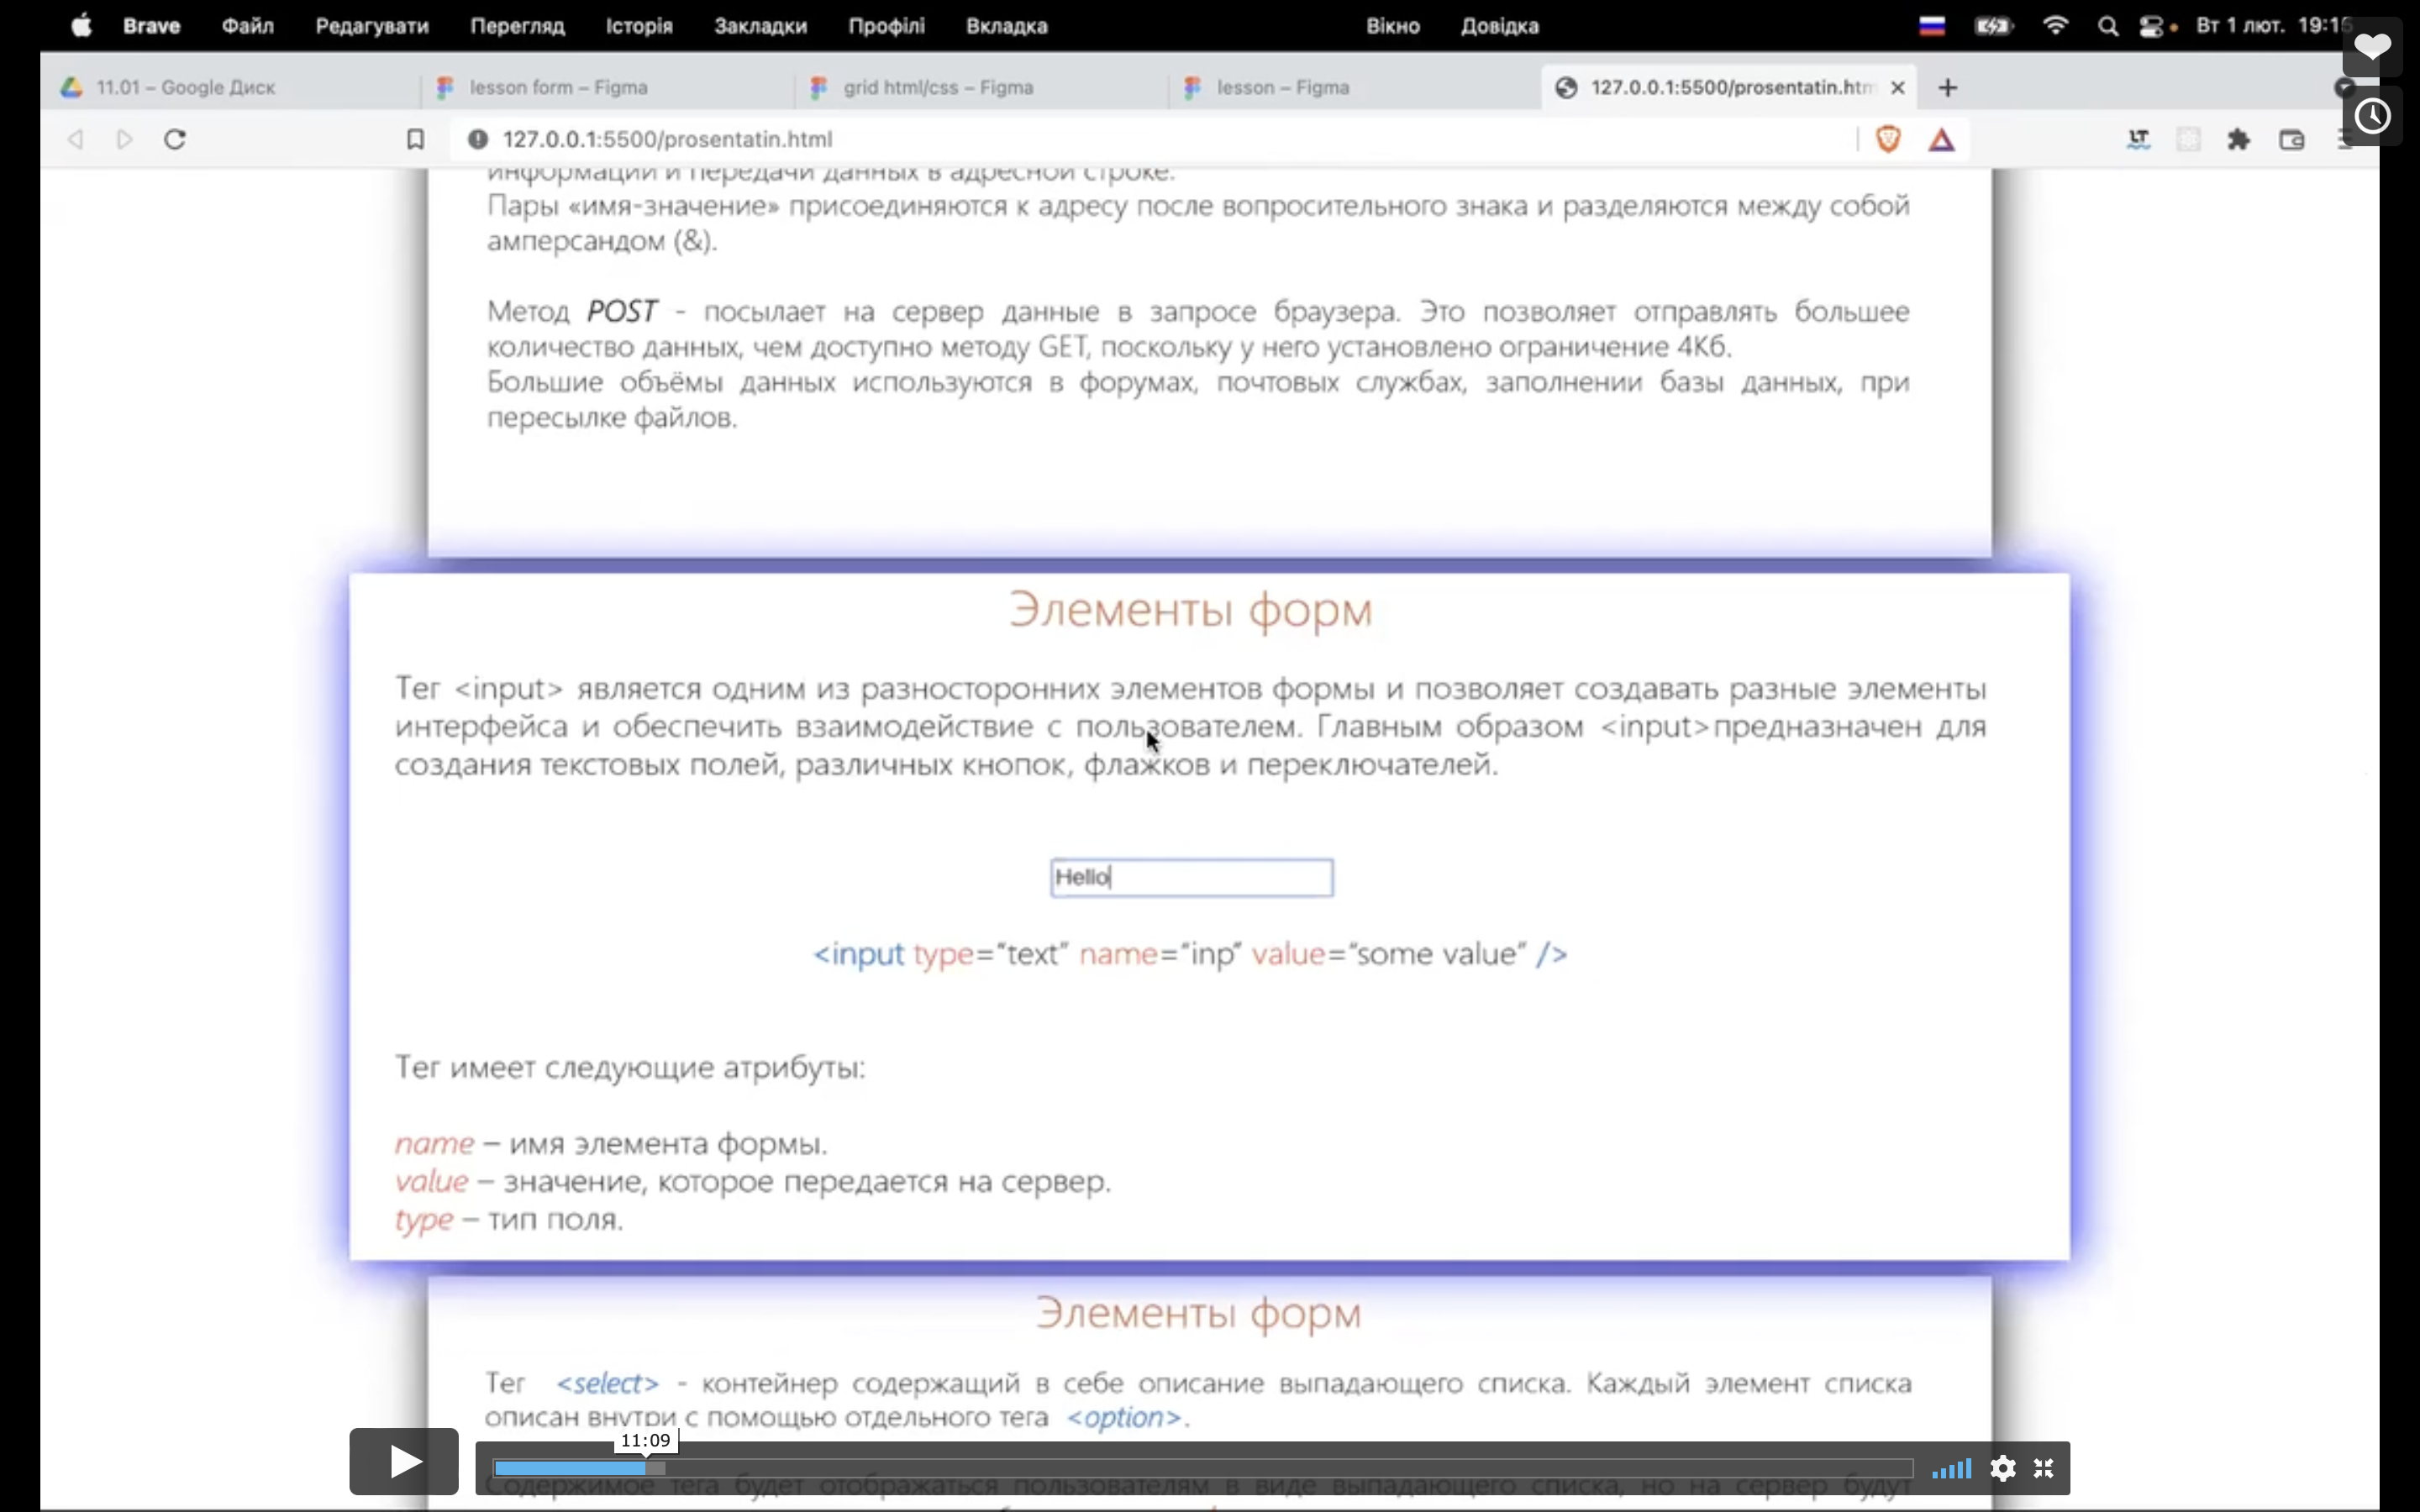 Brave Файл Редагувати Перегляд Історія Закладки Профілі Вкладка Вікно Довідка Вт 1 лют. 19:16
11.01 – Google Диск lesson form – Figma grid html/css – Figma lesson – Figma 127.0.0.1:5500/prosentatin.htm
127.0.0.1:5500/prosentatin.html
LT
информации и передачи данных в адресной строке.
Пары «имя-значение» присоединяются к адресу после вопросительного знака и разделяются между собой
амперсандом (&).
Метод POST - посылает на сервер данные в запросе браузера. Это позволяет отправлять большее
количество данных, чем доступно методу GET, поскольку у него установлено ограничение 4Кб.
Большие объёмы данных используются в форумах, почтовых службах, заполнении базы данных, при
пересылке файлов.
Элементы форм
Тег <input> является одним из разносторонних элементов формы и позволяет создавать разные элементы
интерфейса и обеспечить взаимодействие с пользователем. Главным образом <input>предназначен для
создания текстовых полей, различных кнопок, флажков и переключателей.
Hello
<input type=“text” name=“inp” value=“some value” />
Тег имеет следующие атрибуты:
name – имя элемента формы.
value – значение, которое передается на сервер.
type – тип поля.
Элементы форм
Тег <select> - контейнер содержащий в себе описание выпадающего списка. Каждый элемент списка
описан внутри с помощью отдельного тега <option>.
11:09
Содержимое тега будет отображаться пользователям в виде выпадающего списка, но на сервер будут